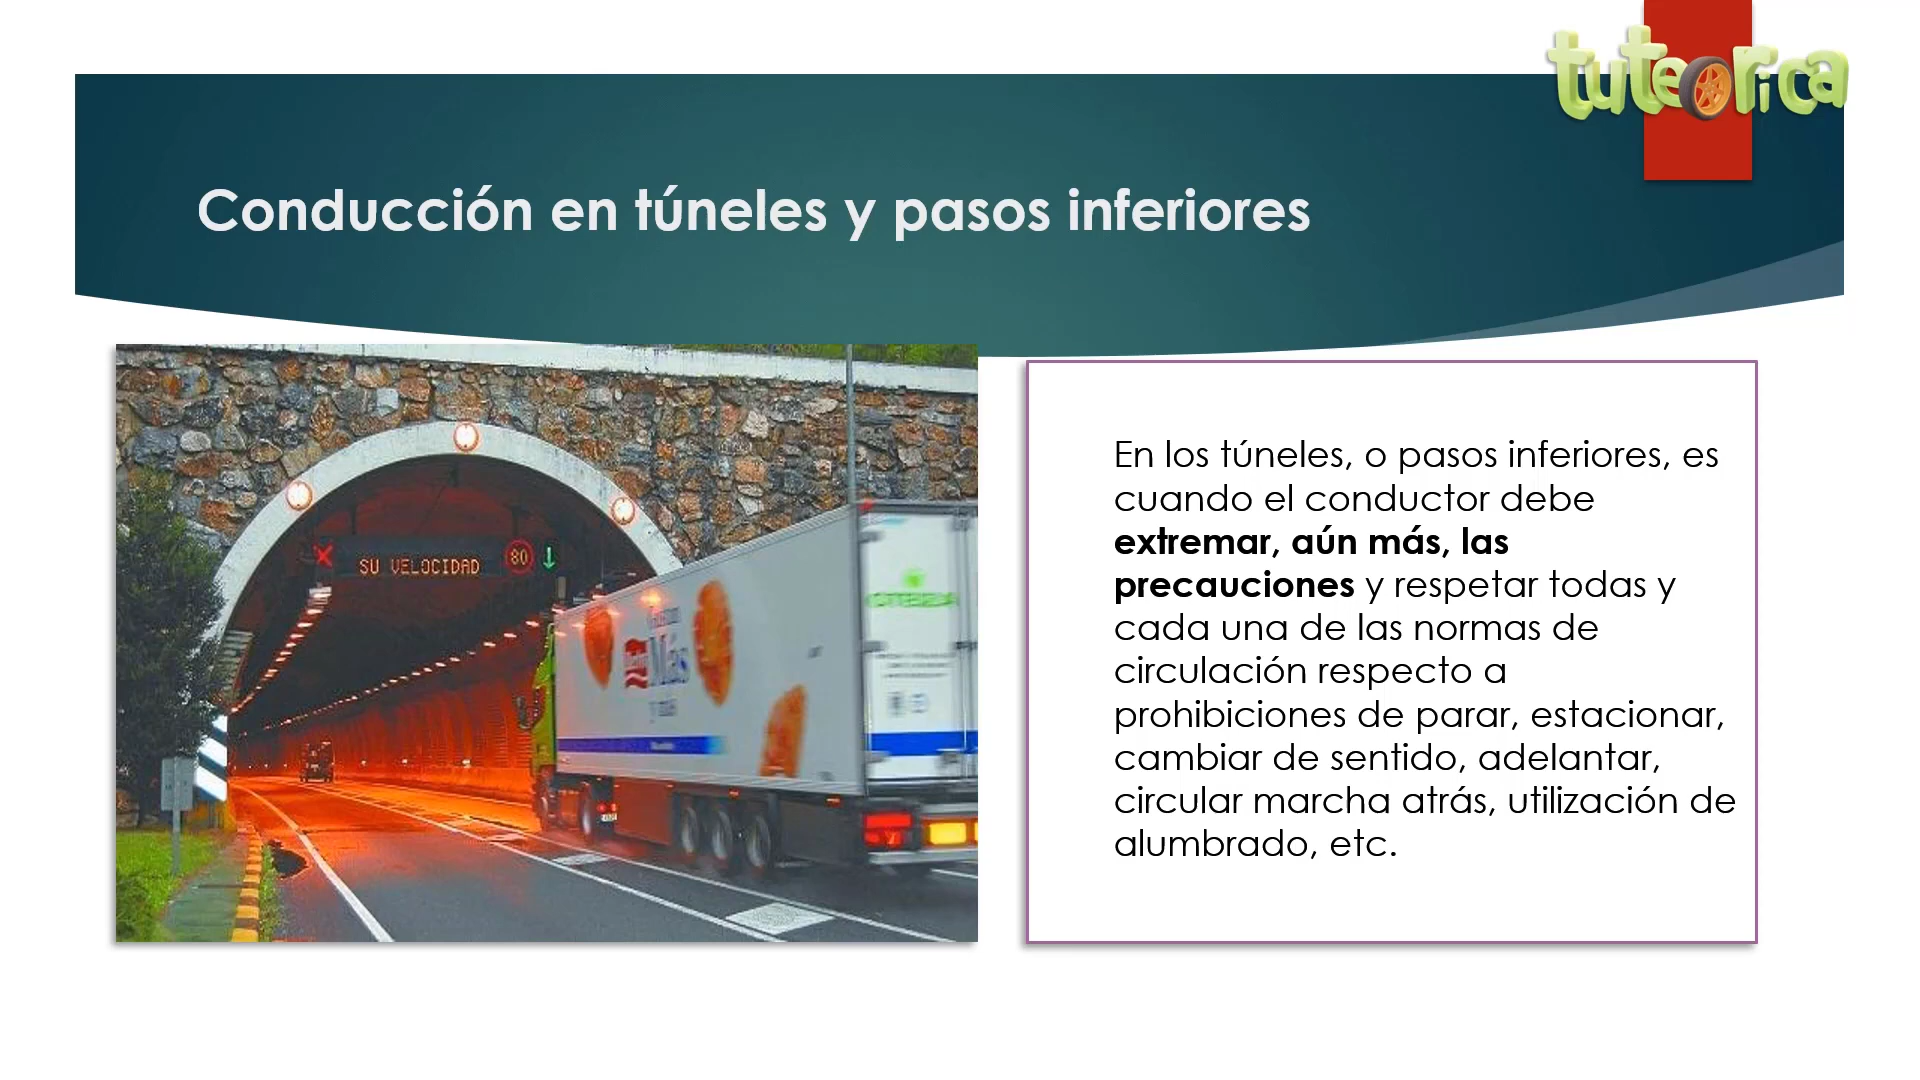 tuteorica
Conducción en túneles y pasos inferiores
SU VELOCIDAD
80
Más
En los túneles, o pasos inferiores, es
cuando el conductor debe
extremar, aún más, las
precauciones y respetar todas y
cada una de las normas de
circulación respecto a
prohibiciones de parar, estacionar,
cambiar de sentido, adelantar,
circular marcha atrás, utilización de
alumbrado, etc.